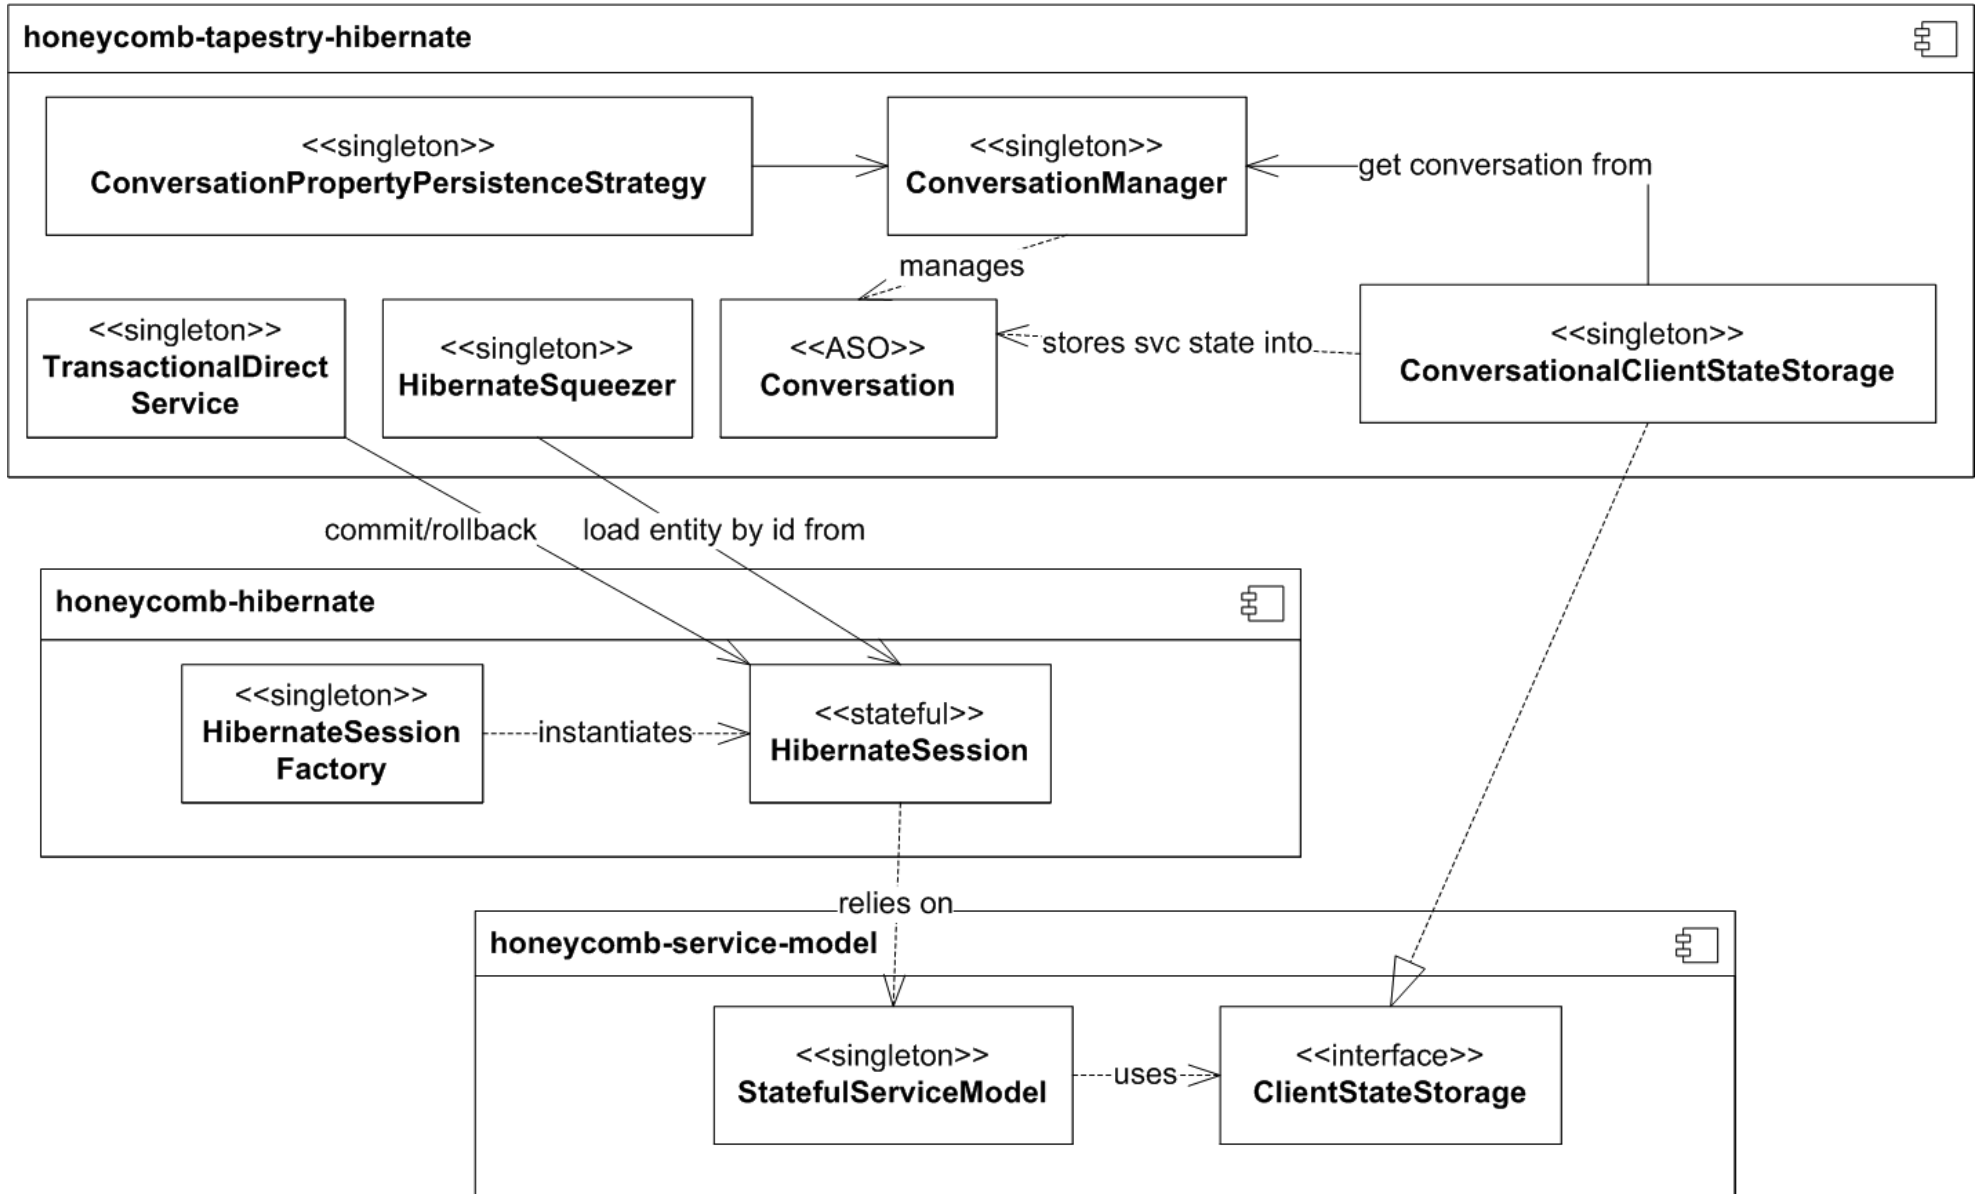 honeycomb-tapestry-hibernate
<<singleton>>
ConversationPropertyPersistenceStrategy
<<singleton>>
ConversationManager
get conversation from
manages
<<singleton>>
TransactionalDirect
Service
<<singleton>>
HibernateSqueezer
<<ASO>>
Conversation
stores svc state into
<<singleton>>
ConversationalClientStateStorage
commit/rollback
load entity by id from
honeycomb-hibernate
<<singleton>>
HibernateSession
Factory
instantiates
<<stateful>>
HibernateSession
relies on
honeycomb-service-model
<<singleton>>
StatefulServiceModel
uses
<<interface>>
ClientStateStorage